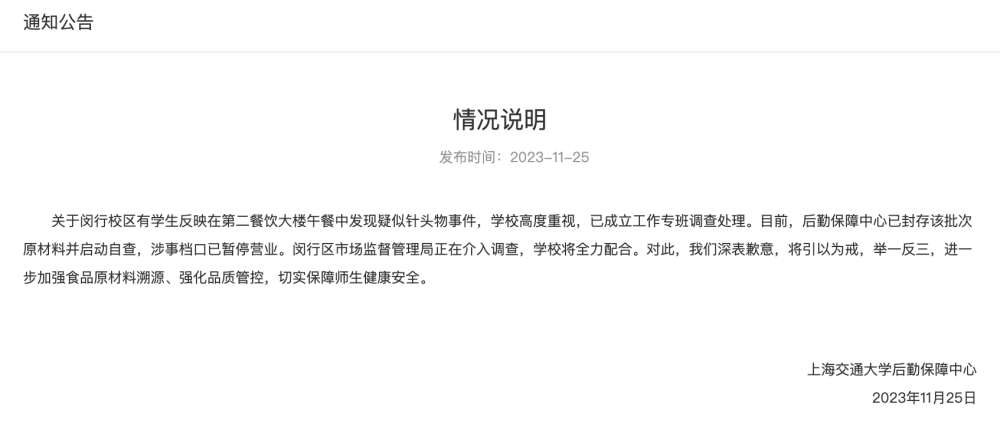 通知公告
情况说明
发布时间：2023-11-25
关于闵行校区有学生反映在第二餐饮大楼午餐中发现疑似针头物事件，学校高度重视，已成立工作专班调查处理。目前，后勤保障中心已封存该批次
原材料并启动自查，涉事档口已暂停营业。闵行区市场监督管理局正在介入调查，学校将全力配合。对此，我们深表歉意，将引以为戒，举一反三，进一
步加强食品原材料溯源、强化品质管控，切实保障师生健康安全。
上海交通大学后勤保障中心
2023年11月25日